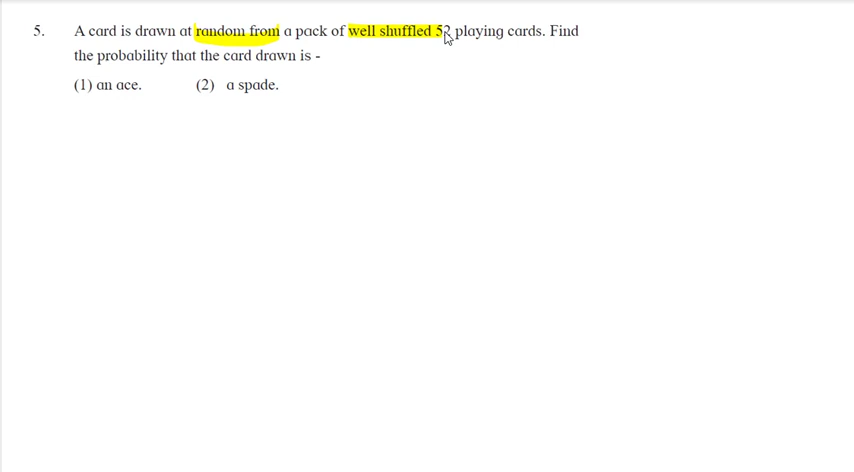 5. A card is drawn at random from a pack of well shuffled 52 playing cards. Find
the probability that the card drawn is -
(1) an ace. (2) a spade.